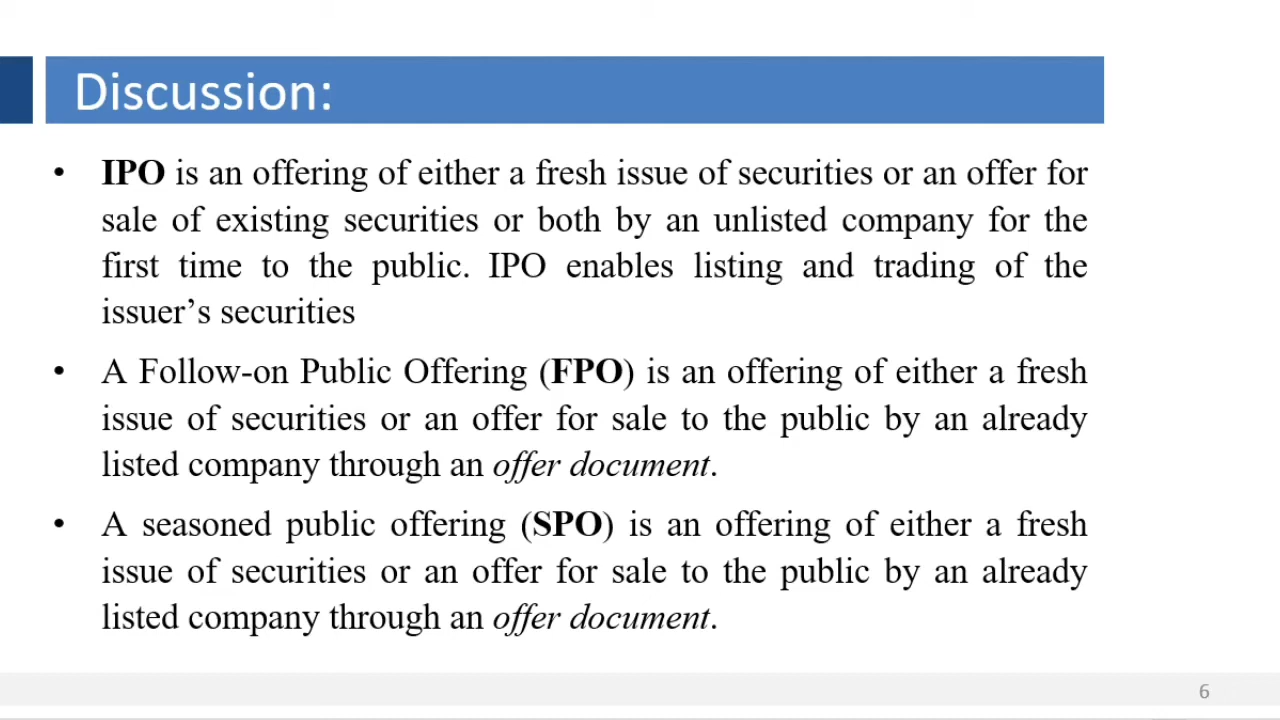 Discussion:
• IPO is an offering of either a fresh issue of securities or an offer for
sale of existing securities or both by an unlisted company for the
first time to the public. IPO enables listing and trading of the
issuer’s securities
• A Follow-on Public Offering (FPO) is an offering of either a fresh
issue of securities or an offer for sale to the public by an already
listed company through an offer document.
• A seasoned public offering (SPO) is an offering of either a fresh
issue of securities or an offer for sale to the public by an already
listed company through an offer document.
6